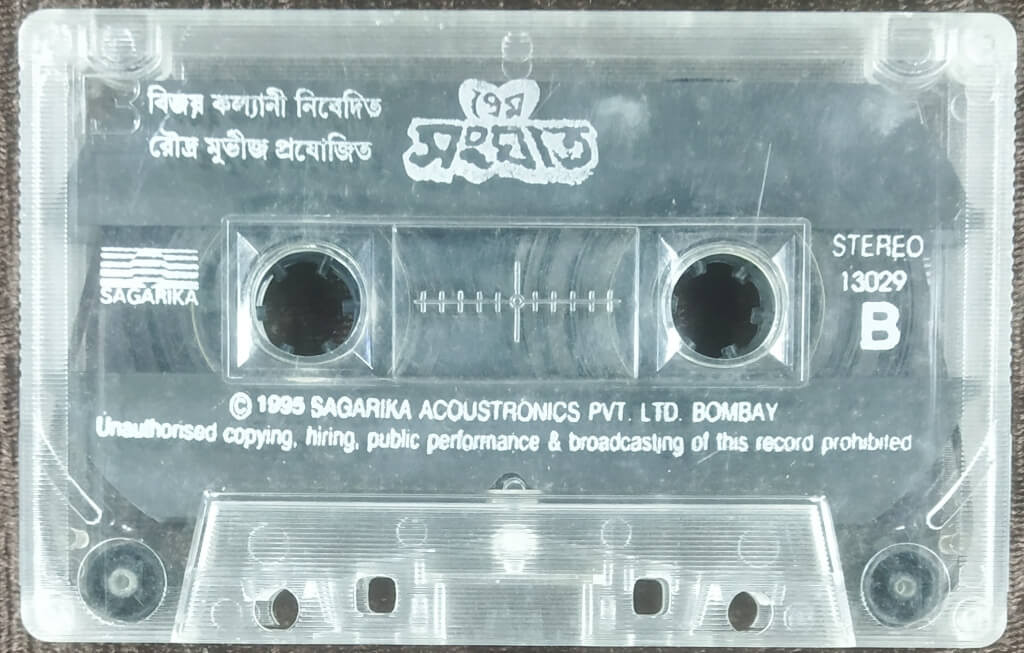 বিজয় কল্যানী নিবেদিত
রৌদ্র মুভীজ প্রযোজিত
প্রেম
সংঘাত
SAGARIKA
STEREO
13029
B
© 1995 SAGARIKA ACOUSTRONICS PVT. LTD. BOMBAY
Unauthorised copying, hiring, public performance & broadcasting of this record prohibited